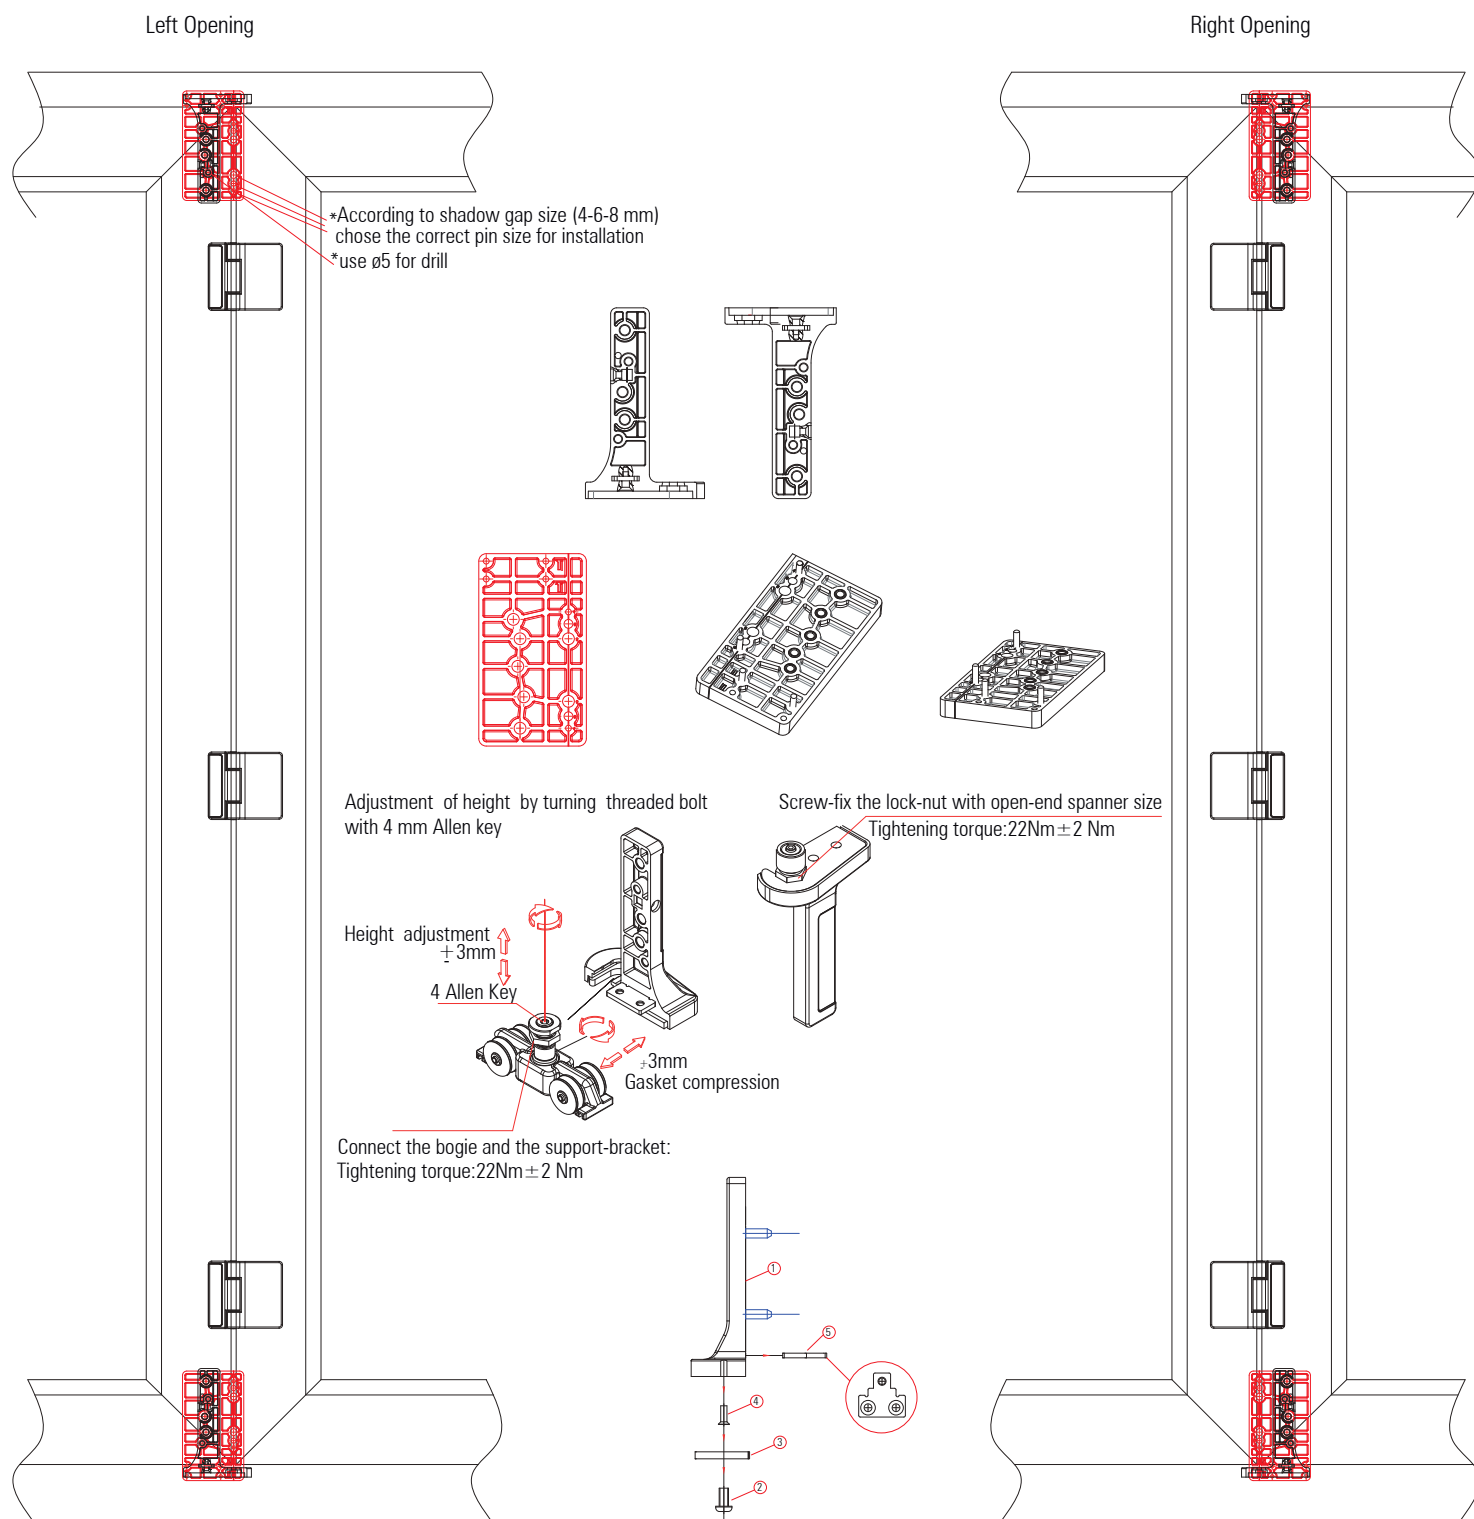 Left Opening
Right Opening
*According to shadow gap size (4-6-8 mm)
chose the correct pin size for installation
*use ø5 for drill
Adjustment of height by turning threaded bolt
with 4 mm Allen key
Screw-fix the lock-nut with open-end spanner size
Tightening torque:22Nm±2 Nm
Height adjustment
±3mm
4 Allen Key
±3mm
Gasket compression
Connect the bogie and the support-bracket:
Tightening torque:22Nm±2 Nm
1
5
4
3
2